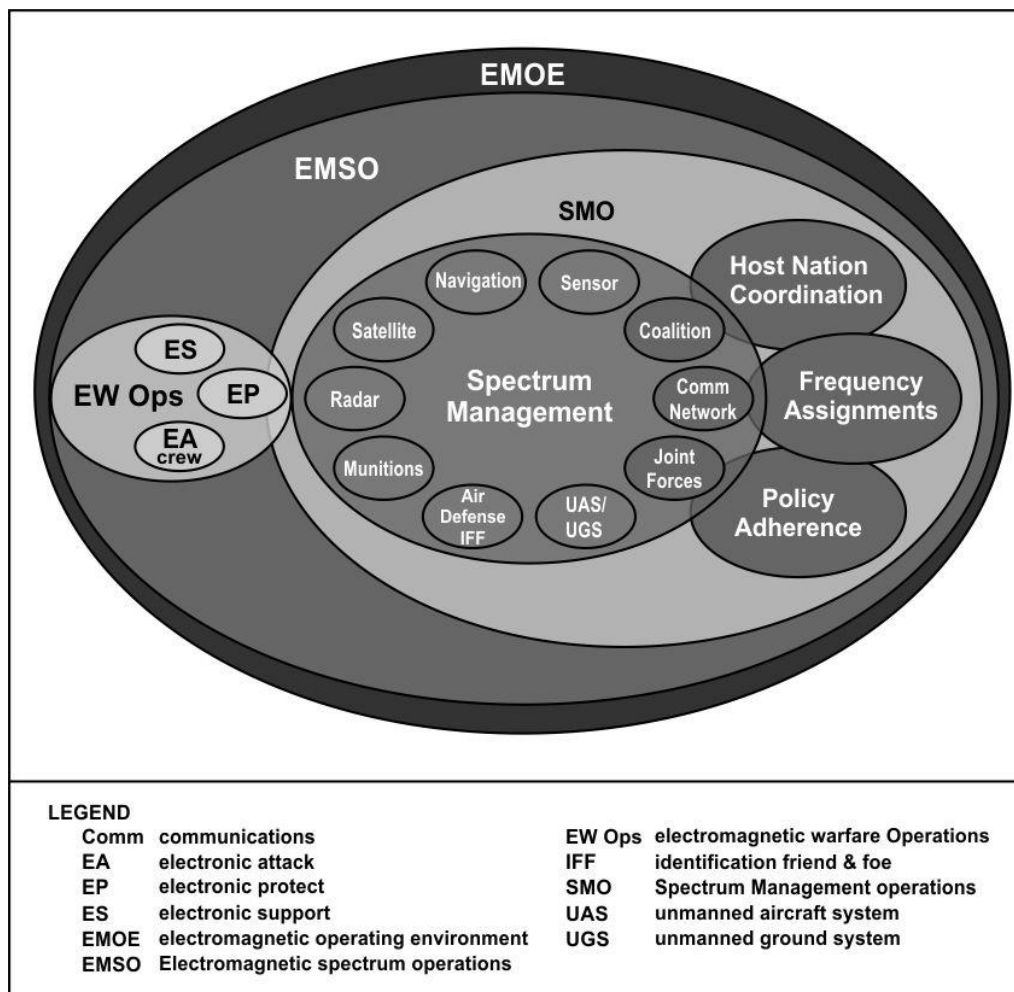 EMOE
EMSO
SMO
Navigation
Sensor
Host Nation
Coordination
Satellite
Coalition
ES
EW Ops
EP
EA
crew
Radar
Spectrum
Management
Comm
Network
Frequency
Assignments
Munitions
Joint
Forces
Air
Defense
IFF
UAS/
UGS
Policy
Adherence
LEGEND
Comm communications
EA electronic attack
EP electronic protect
ES electronic support
EMOE electromagnetic operating environment
EMSO Electromagnetic spectrum operations
EW Ops electromagnetic warfare Operations
IFF identification friend & foe
SMO Spectrum Management operations
UAS unmanned aircraft system
UGS unmanned ground system